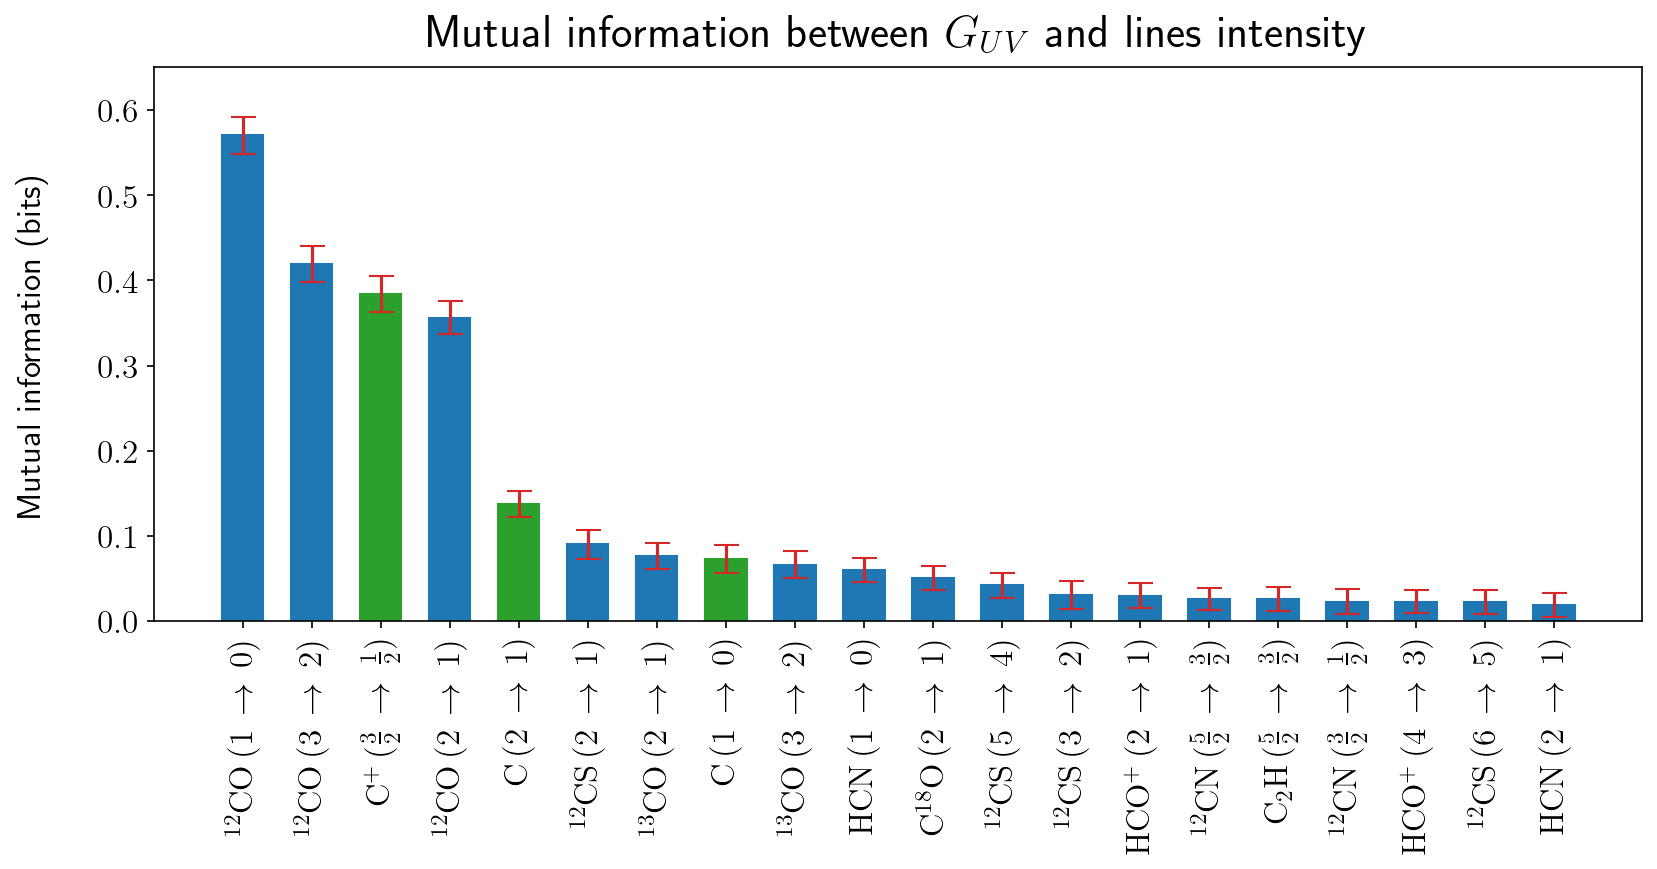 Mutual information between G_{UV} and lines intensity
Mutual information (bits)
0.6
0.5
0.4
0.3
0.2
0.1
0.0
¹²CO (1 → 0)
¹²CO (3 → 2)
C⁺ (3/2 → 1/2)
¹²CO (2 → 1)
C (2 → 1)
¹²CS (2 → 1)
¹³CO (2 → 1)
C (1 → 0)
¹³CO (3 → 2)
HCN (1 → 0)
C¹⁸O (2 → 1)
¹²CS (5 → 4)
¹²CS (3 → 2)
HCO⁺ (2 → 1)
¹²CN (5/2 → 3/2)
C₂H (5/2 → 3/2)
¹²CN (3/2 → 1/2)
HCO⁺ (4 → 3)
¹²CS (6 → 5)
HCN (2 → 1)